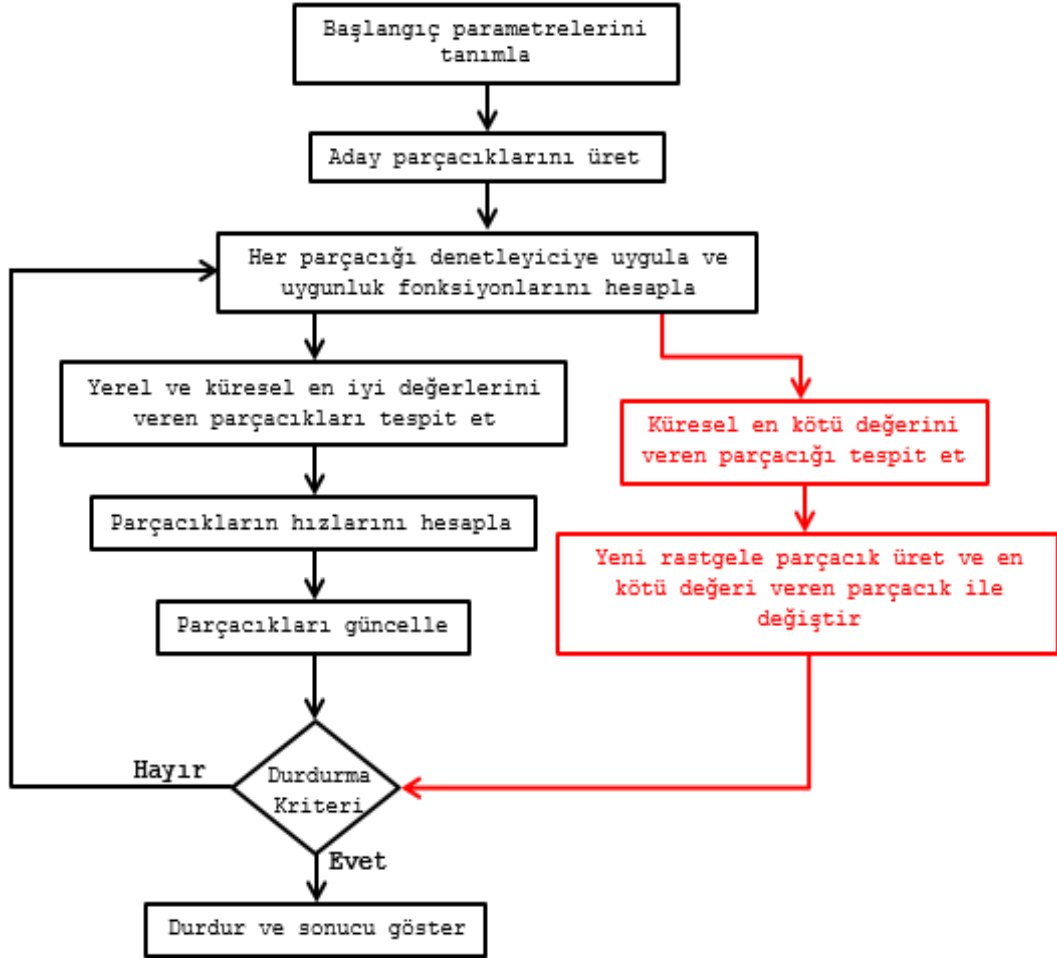 Başlangıç parametrelerini
tanımla
Aday parçacıklarını üret
Her parçacığı denetleyiciye uygula ve
uygunluk fonksiyonlarını hesapla
Yerel ve küresel en iyi değerlerini
veren parçacıkları tespit et
Küresel en kötü değerini
veren parçacığı tespit et
Parçacıkların hızlarını hesapla
Yeni rastgele parçacık üret ve en
kötü değeri veren parçacık ile
değiştir
Parçacıkları güncelle
Hayır
Durdurma
Kriteri
Evet
Durdur ve sonucu göster